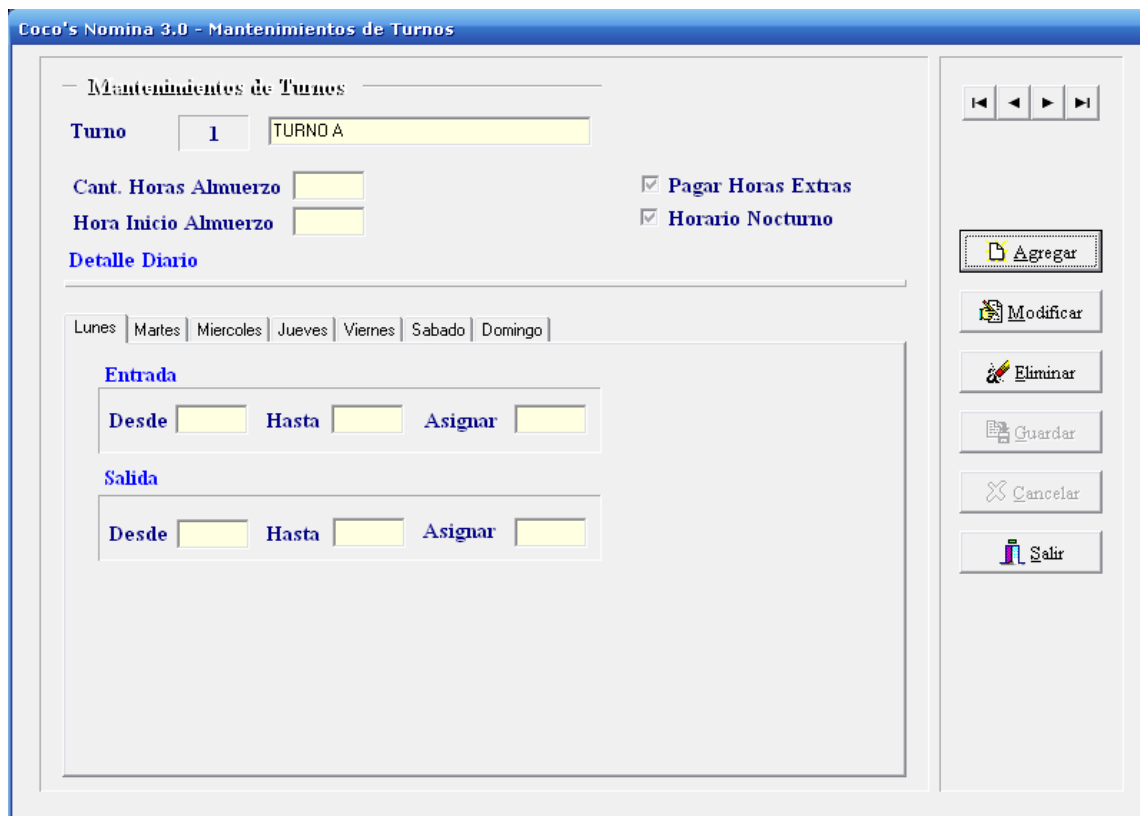 Coco's Nomina 3.0 - Mantenimientos de Turnos
Mantenimientos de Turnos
Turno 1 TURNO A
Cant. Horas Almuerzo
Pagar Horas Extras
Hora Inicio Almuerzo
Horario Nocturno
Detalle Diario
Lunes Martes Miercoles Jueves Viernes Sabado Domingo
Entrada
Desde Hasta Asignar
Salida
Desde Hasta Asignar
Agregar
Modificar
Eliminar
Guardar
Cancelar
Salir